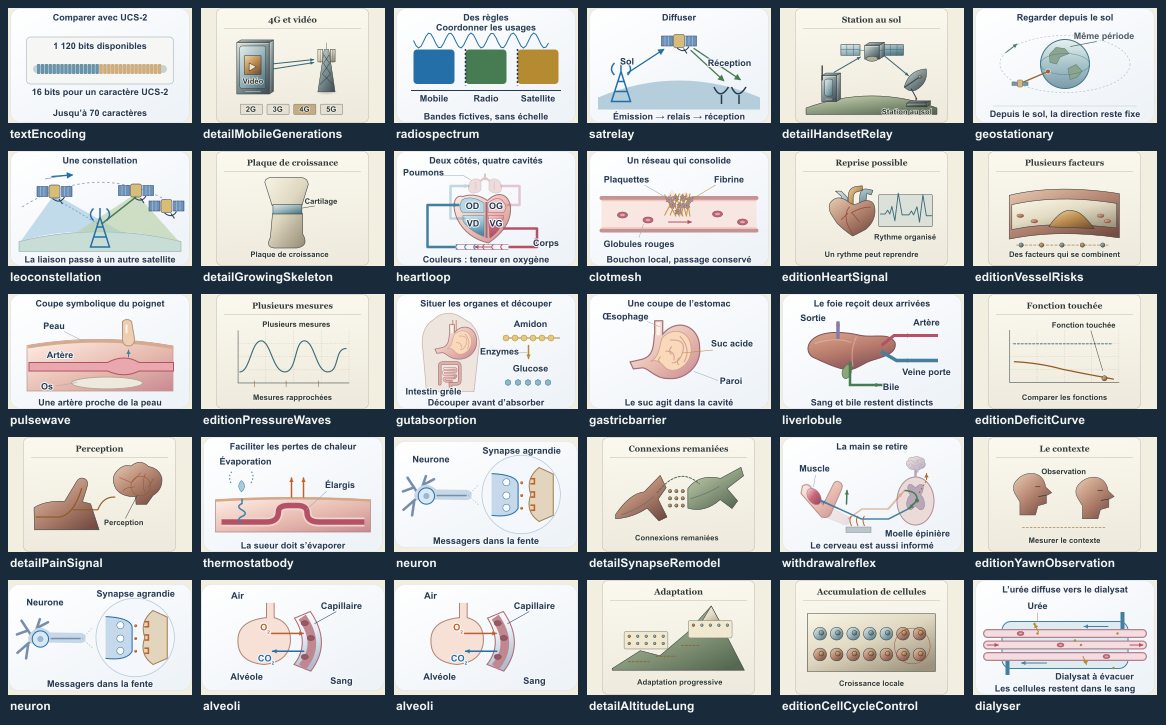 Comparer avec UCS-2
1 120 bits disponibles
16 bits pour un caractère UCS-2
Jusqu'à 70 caractères
textEncoding
4G et vidéo
Vidéo
2G
3G
4G
5G
detailMobileGenerations
Des règles
Coordonner les usages
Mobile
Radio
Satellite
Bandes fictives, sans échelle
radiospectrum
Diffuser
Sol
Réception
Émission → relais → réception
satrelay
Station au sol
Station au sol
detailHandsetRelay
Regarder depuis le sol
Même période
Depuis le sol, la direction reste fixe
geostationary
Une constellation
La liaison passe à un autre satellite
leoconstellation
Plaque de croissance
Cartilage
Plaque de croissance
detailGrowingSkeleton
Deux côtés, quatre cavités
Poumons
OD
OG
VD
VG
Corps
Couleurs : teneur en oxygène
heartloop
Un réseau qui consolide
Plaquettes
Fibrine
Globules rouges
Bouchon local, passage conservé
clotmesh
Reprise possible
Rythme organisé
Un rythme peut reprendre
editionHeartSignal
Plusieurs facteurs
Des facteurs qui se combinent
editionVesselRisks
Coupe symbolique du poignet
Peau
Artère
Os
Une artère proche de la peau
pulsewave
Plusieurs mesures
Plusieurs mesures
Mesures rapprochées
editionPressureWaves
Situer les organes et découper
Amidon
Enzymes
Glucose
Intestin grêle
Découper avant d'absorber
gutabsorption
Une coupe de l'estomac
Œsophage
Suc acide
Paroi
Le suc agit dans la cavité
gastricbarrier
Le foie reçoit deux arrivées
Sortie
Artère
Veine porte
Bile
Sang et bile restent distincts
liverlobule
Fonction touchée
Fonction touchée
Comparer les fonctions
editionDeficitCurve
Perception
Perception
detailPainSignal
Faciliter les pertes de chaleur
Évaporation
Élargis
La sueur doit s'évaporer
thermostatbody
Neurone
Synapse agrandie
Messagers dans la fente
neuron
Connexions remaniées
Connexions remaniées
detailSynapseRemodel
La main se retire
Muscle
Moelle épinière
Le cerveau est aussi informé
withdrawalreflex
Le contexte
Observation
Mesurer le contexte
editionYawnObservation
Neurone
Synapse agrandie
Messagers dans la fente
neuron
Air
Capillaire
O2
CO2
Alvéole
Sang
alveoli
Air
Capillaire
O2
CO2
Alvéole
Sang
alveoli
Adaptation
Adaptation progressive
detailAltitudeLung
Accumulation de cellules
Croissance locale
editionCellCycleControl
L'urée diffuse vers le dialysat
Urée
Dialysat à évacuer
Les cellules restent dans le sang
dialyser